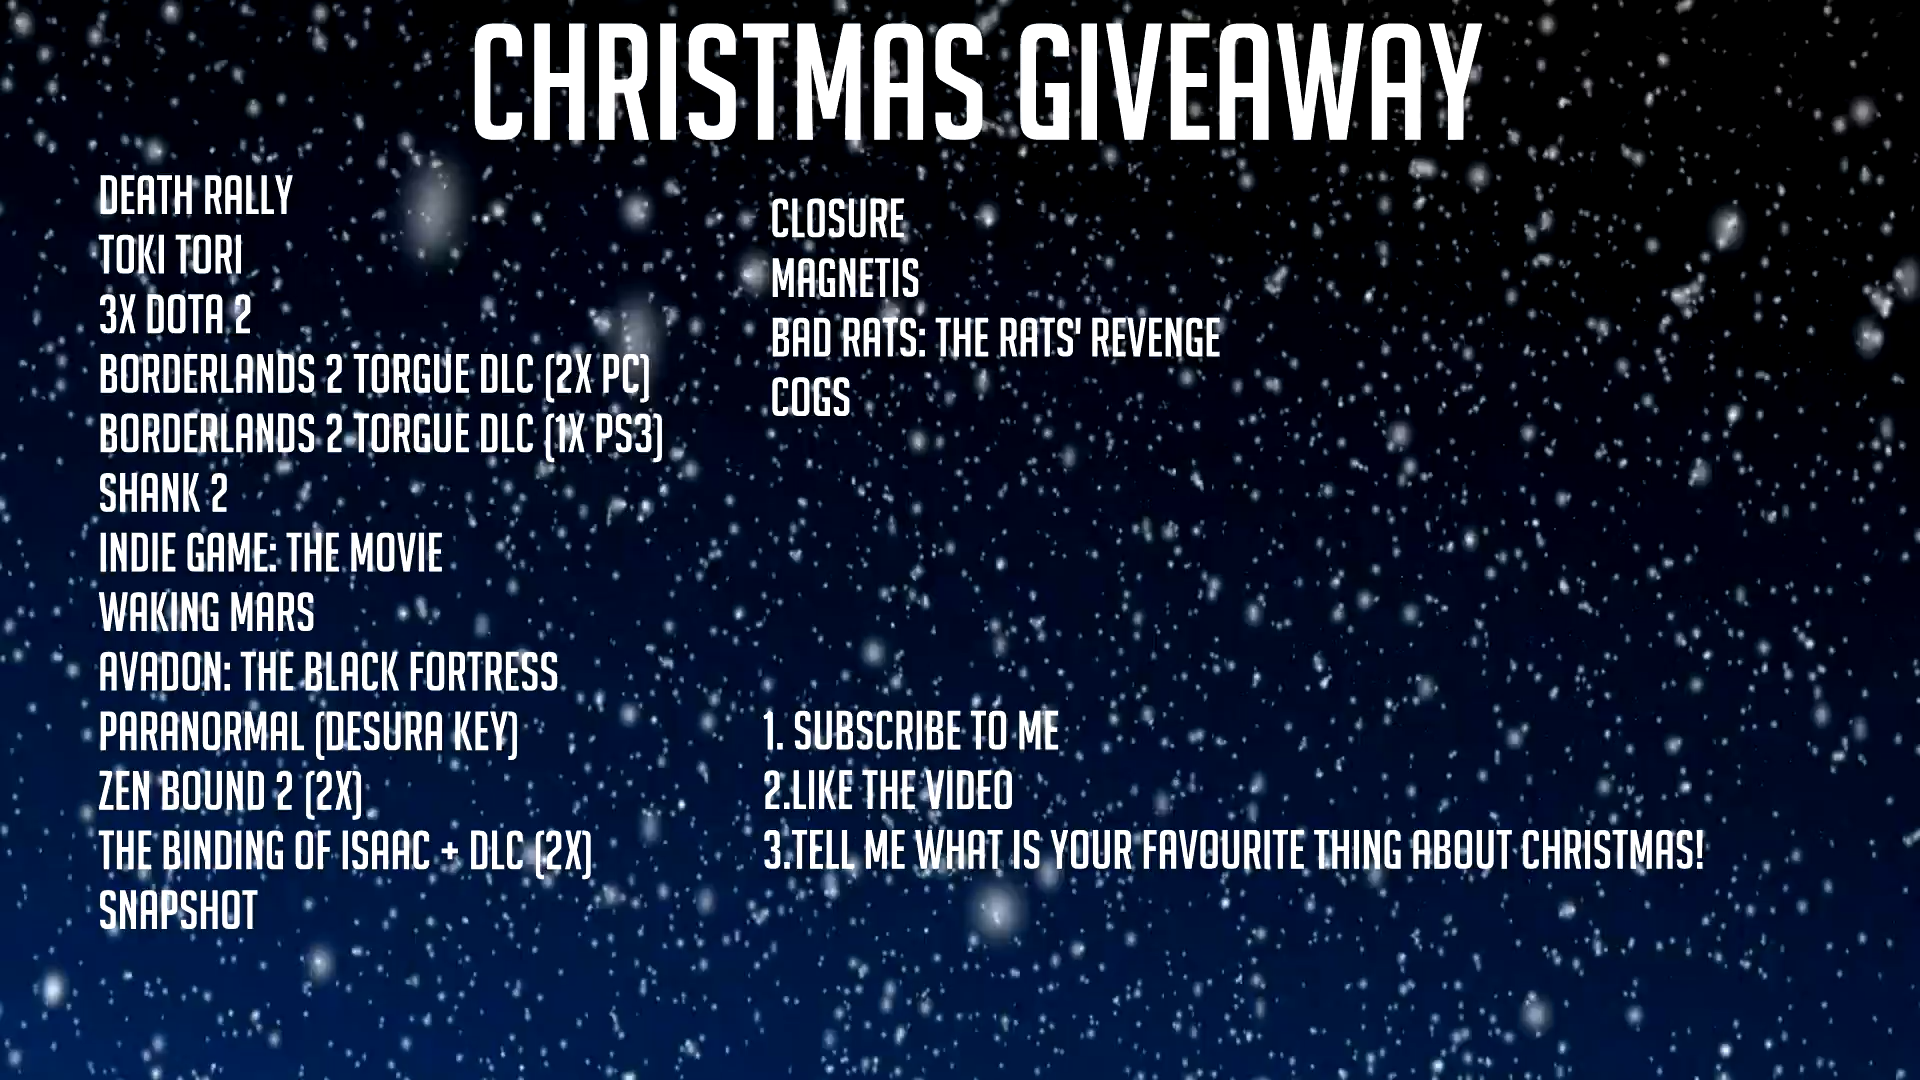 CHRISTMAS GIVEAWAY
DEATH RALLY
TOKI TORI
3X DOTA 2
BORDERLANDS 2 TORGUE DLC (2X PC)
BORDERLANDS 2 TORGUE DLC (1X PS3)
SHANK 2
INDIE GAME: THE MOVIE
WAKING MARS
AVADON: THE BLACK FORTRESS
PARANORMAL (DESURA KEY)
ZEN BOUND 2 (2X)
THE BINDING OF ISAAC + DLC (2X)
SNAPSHOT
CLOSURE
MAGNETIS
BAD RATS: THE RATS' REVENGE
COGS
1. SUBSCRIBE TO ME
2.LIKE THE VIDEO
3.TELL ME WHAT IS YOUR FAVOURITE THING ABOUT CHRISTMAS!